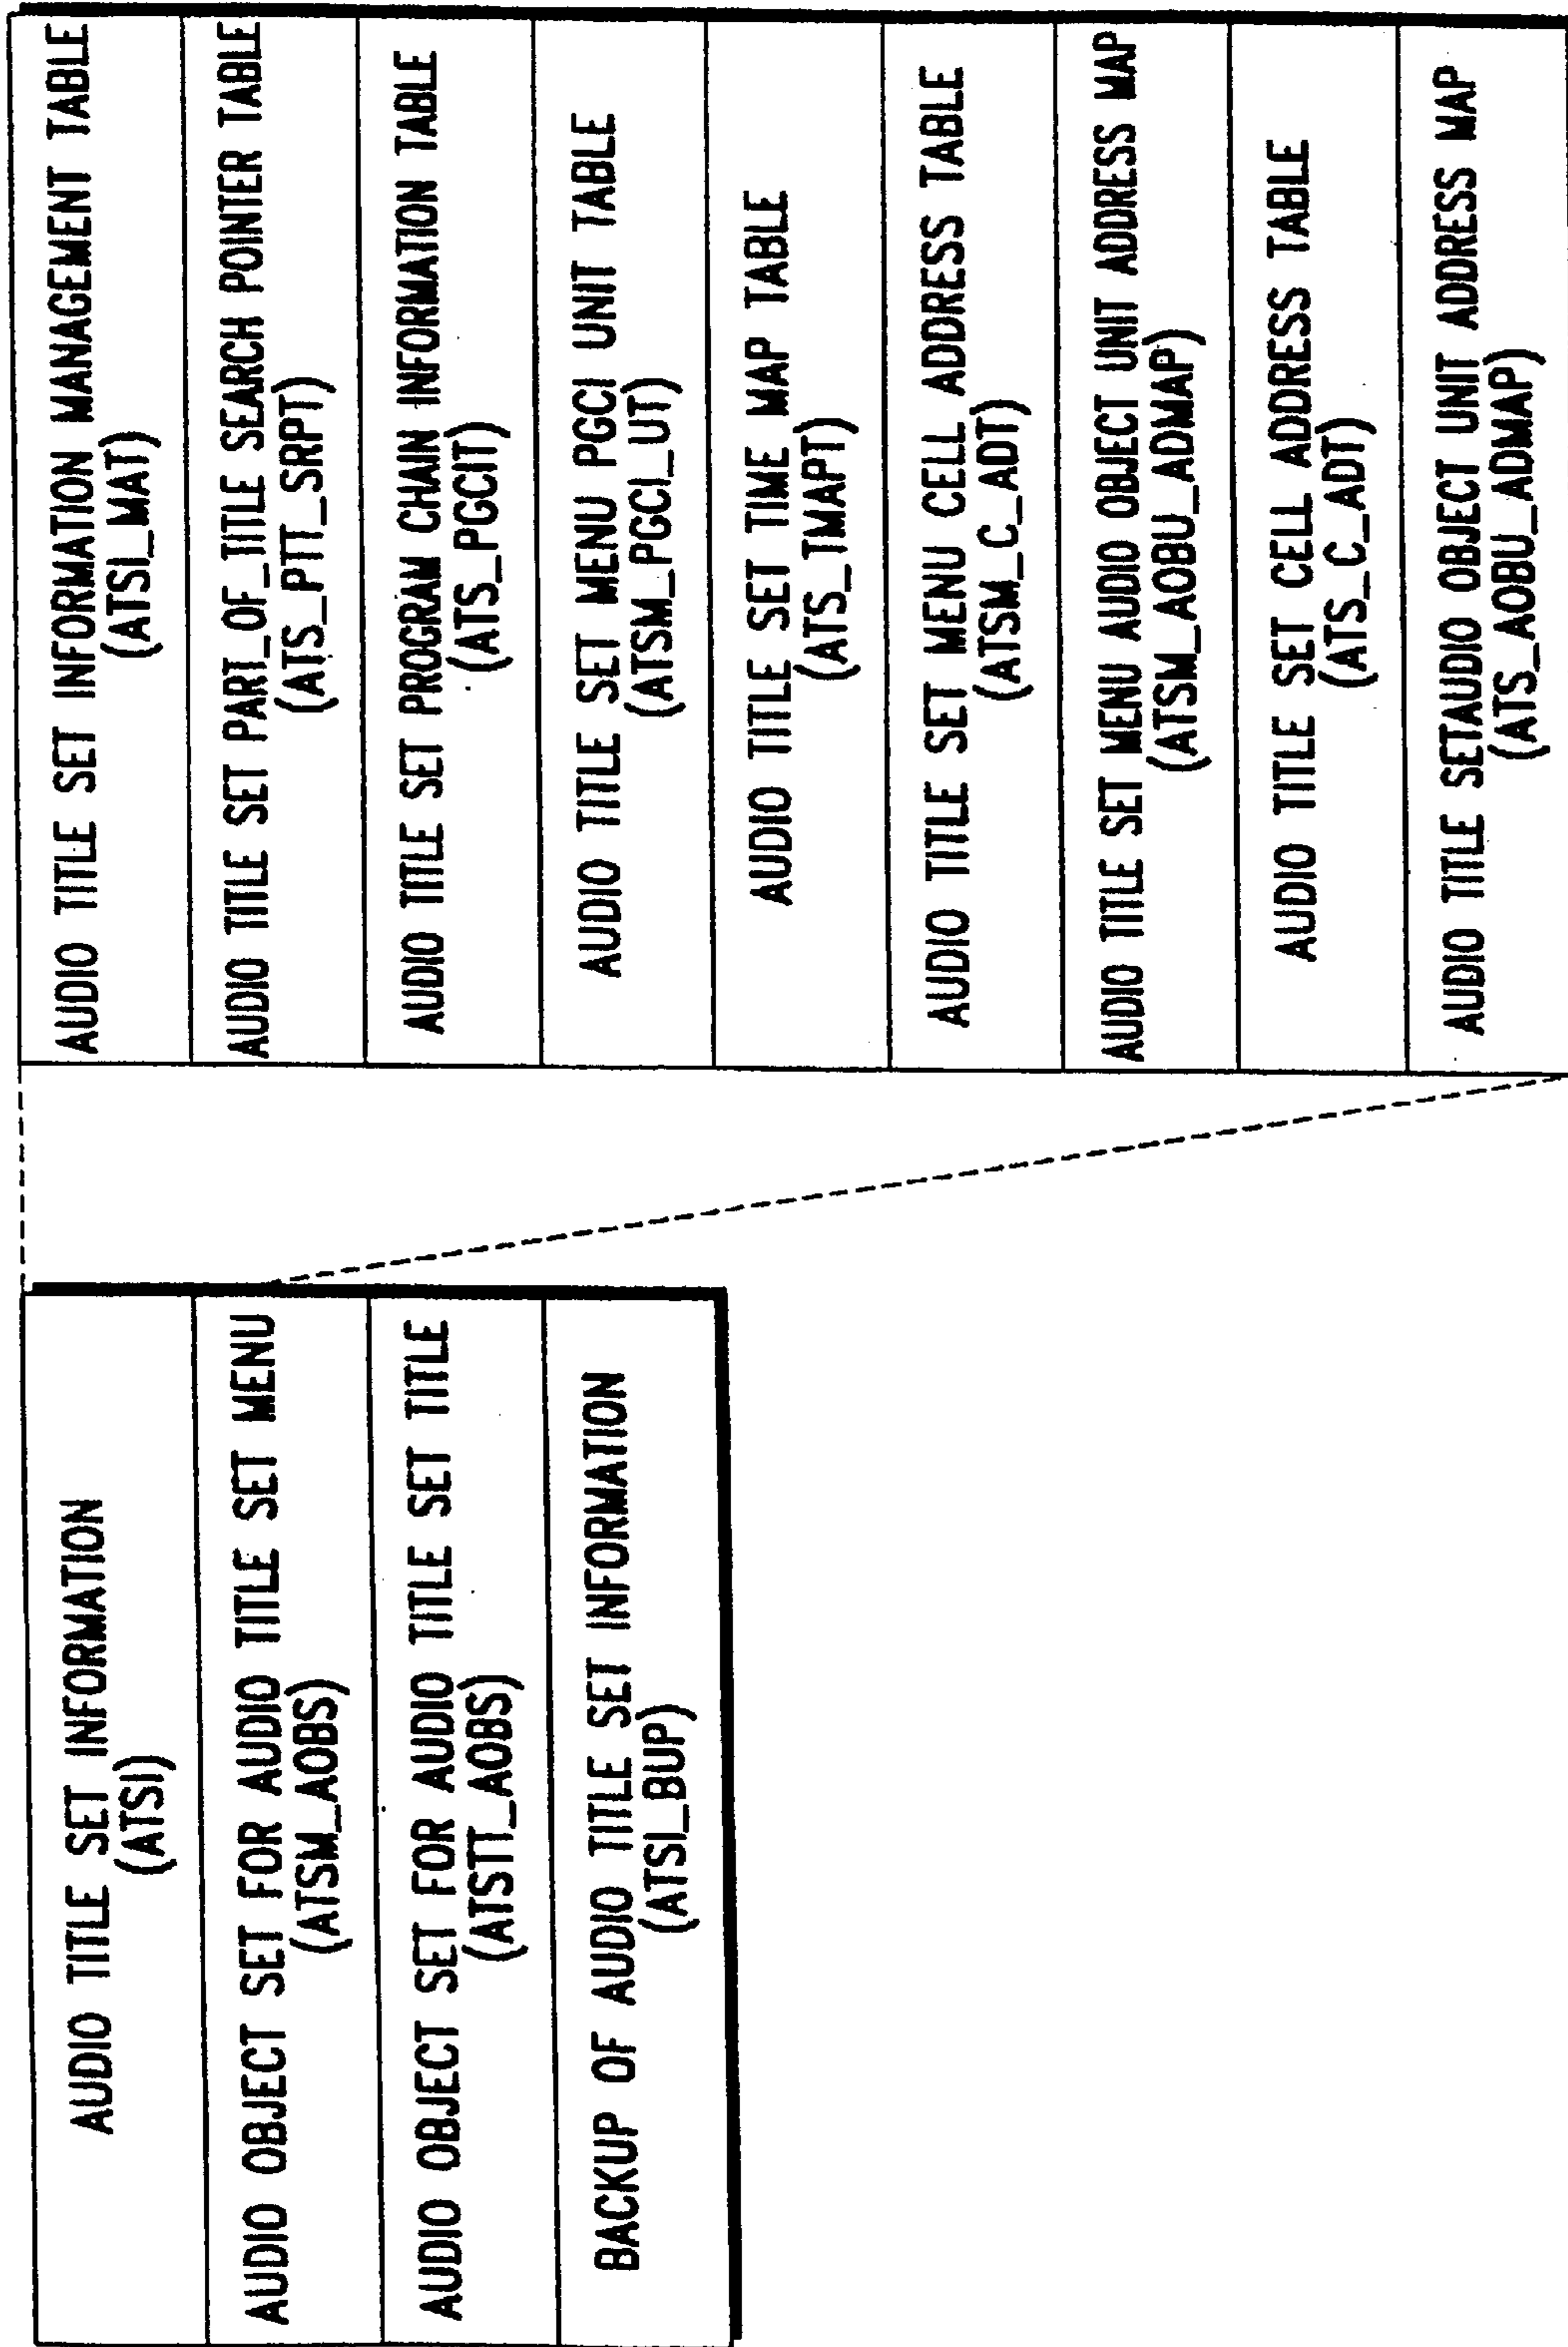 AUDIO TITLE SET INFORMATION
(ATSI)
AUDIO OBJECT SET FOR AUDIO TITLE SET MENU
(ATSM_AOBS)
AUDIO OBJECT SET FOR AUDIO TITLE SET TITLE
(ATSTT_AOBS)
BACKUP OF AUDIO TITLE SET INFORMATION
(ATSI_BUP)
AUDIO TITLE SET INFORMATION MANAGEMENT TABLE
(ATSI_MAT)
AUDIO TITLE SET PART_OF_TITLE SEARCH POINTER TABLE
(ATS_PTT_SRPT)
AUDIO TITLE SET PROGRAM CHAIN INFORMATION TABLE
(ATS_PGCIT)
AUDIO TITLE SET MENU PGCI UNIT TABLE
(ATSM_PGCI_UT)
AUDIO TITLE SET TIME MAP TABLE
(ATS_TMAPT)
AUDIO TITLE SET MENU CELL ADDRESS TABLE
(ATSM_C_ADT)
AUDIO TITLE SET MENU AUDIO OBJECT UNIT ADDRESS MAP
(ATSM_AOBU_ADMAP)
AUDIO TITLE SET CELL ADDRESS TABLE
(ATS_C_ADT)
AUDIO TITLE SETAUDIO OBJECT UNIT ADDRESS MAP
(ATS_AOBU_ADMAP)